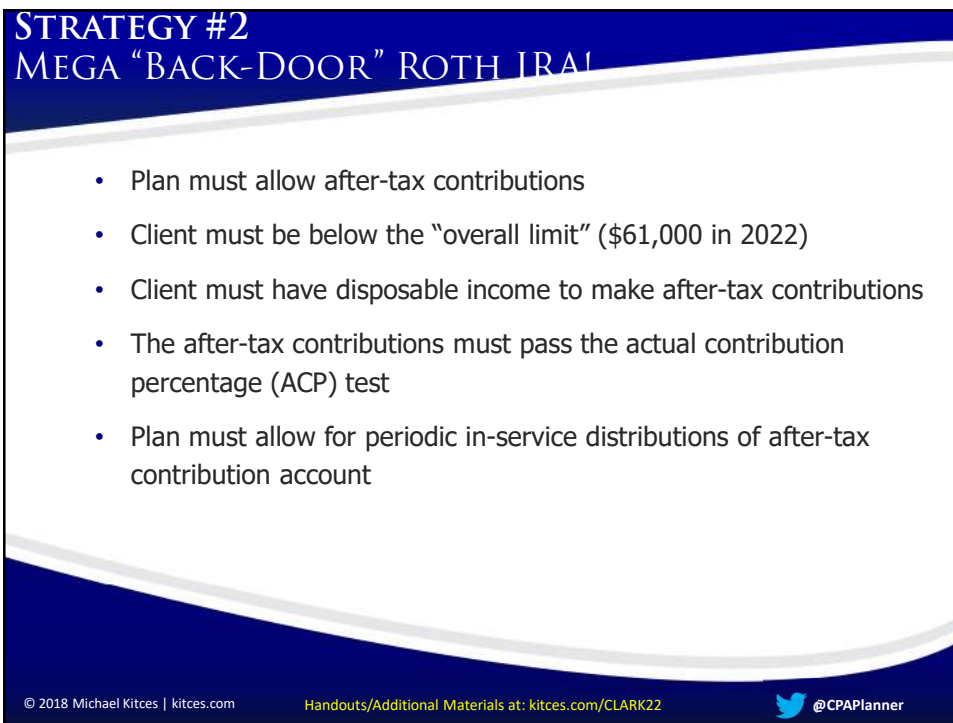 STRATEGY #2
MEGA “BACK-DOOR” ROTH IRA!
• Plan must allow after-tax contributions
• Client must be below the “overall limit” ($61,000 in 2022)
• Client must have disposable income to make after-tax contributions
• The after-tax contributions must pass the actual contribution
percentage (ACP) test
• Plan must allow for periodic in-service distributions of after-tax
contribution account
© 2018 Michael Kitces | kitces.com
Handouts/Additional Materials at: kitces.com/CLARK22
@CPAPlanner